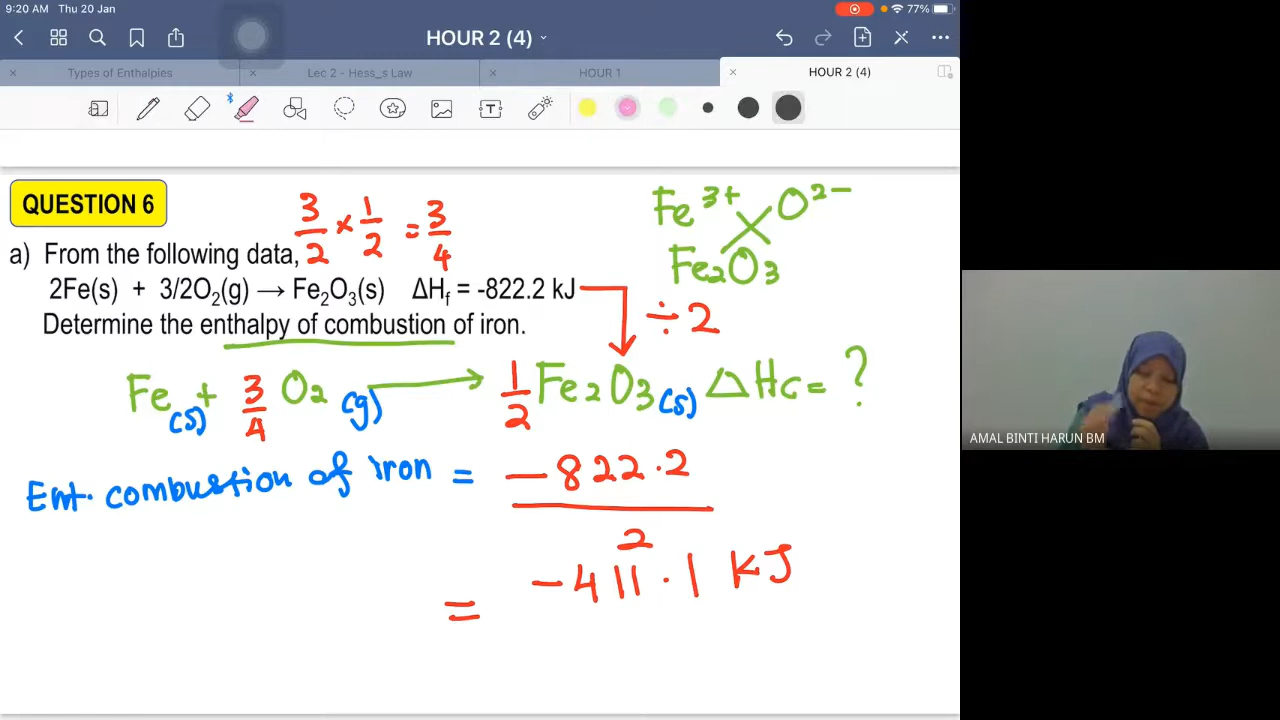 9:20 AM Thu 20 Jan
77%
HOUR 2 (4)
Types of Enthalpies
Lec 2 - Hess_s Law
HOUR 1
HOUR 2 (4)
QUESTION 6
3/2 × 1/2 = 3/4
Fe³⁺ O²⁻
Fe₂O₃
a) From the following data,
2Fe(s) + 3/2O₂(g) → Fe₂O₃(s) ΔHf = -822.2 kJ
÷2
Determine the enthalpy of combustion of iron.
Fe(s) + 3/4 O₂(g) → 1/2 Fe₂O₃(s) ΔHc = ?
Ent. combustion of iron = -822.2
2
= -411.1 kJ
AMAL BINTI HARUN BM